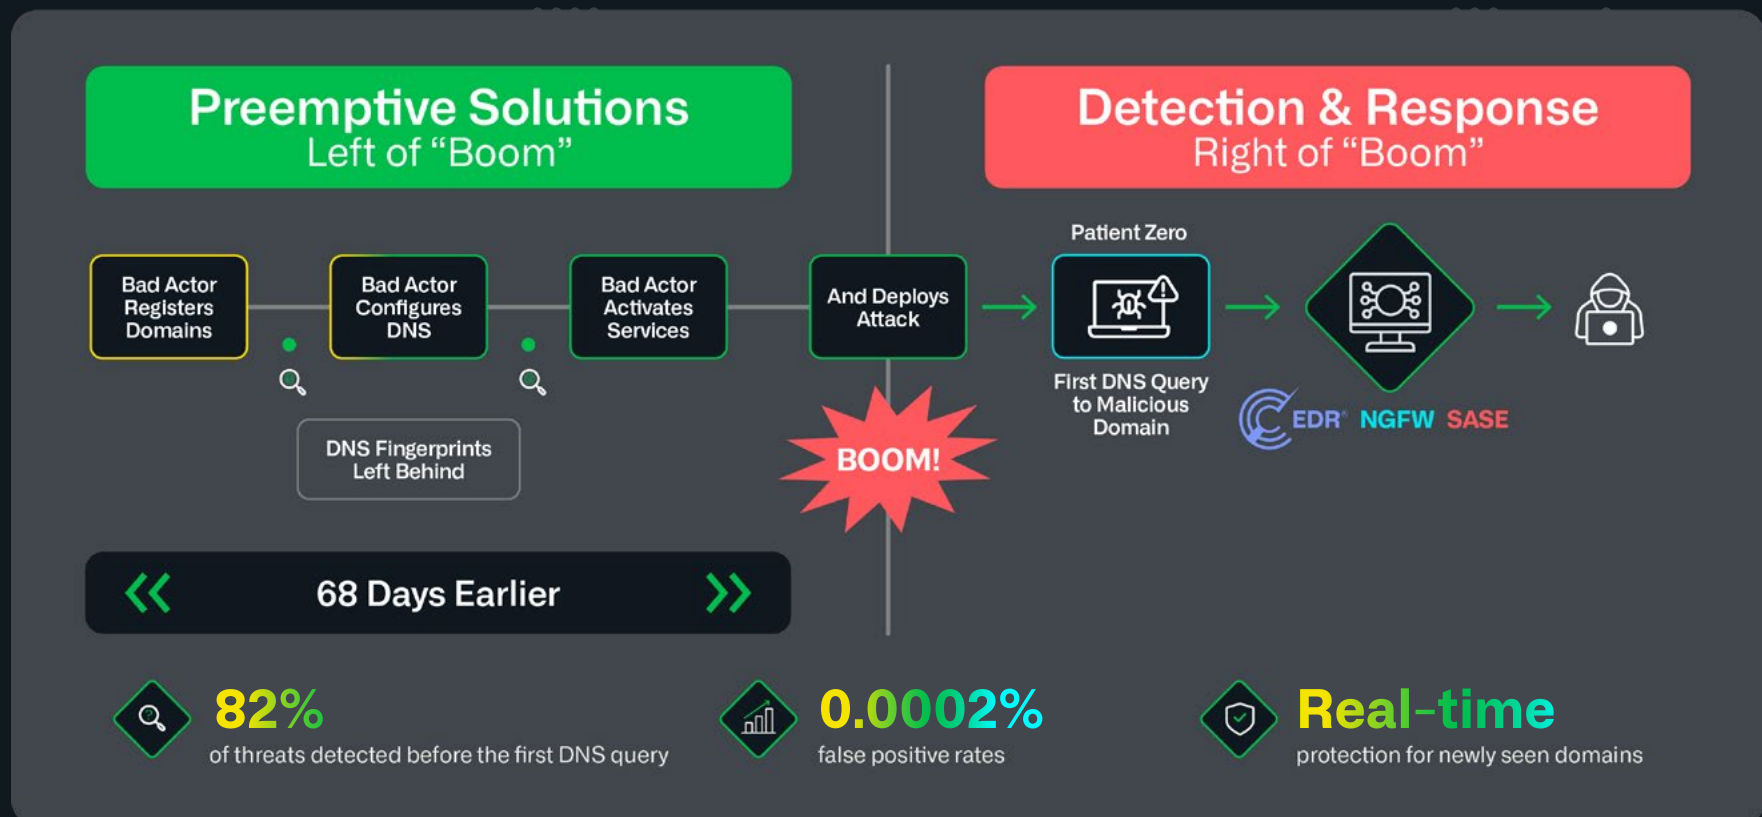 Preemptive Solutions
Left of “Boom”
Detection & Response
Right of “Boom”
Bad Actor
Registers
Domains
Bad Actor
Configures
DNS
Bad Actor
Activates
Services
And Deploys
Attack
Patient Zero
First DNS Query
to Malicious
Domain
EDR® NGFW SASE
DNS Fingerprints
Left Behind
BOOM!
68 Days Earlier
82%
of threats detected before the first DNS query
0.0002%
false positive rates
Real-time
protection for newly seen domains